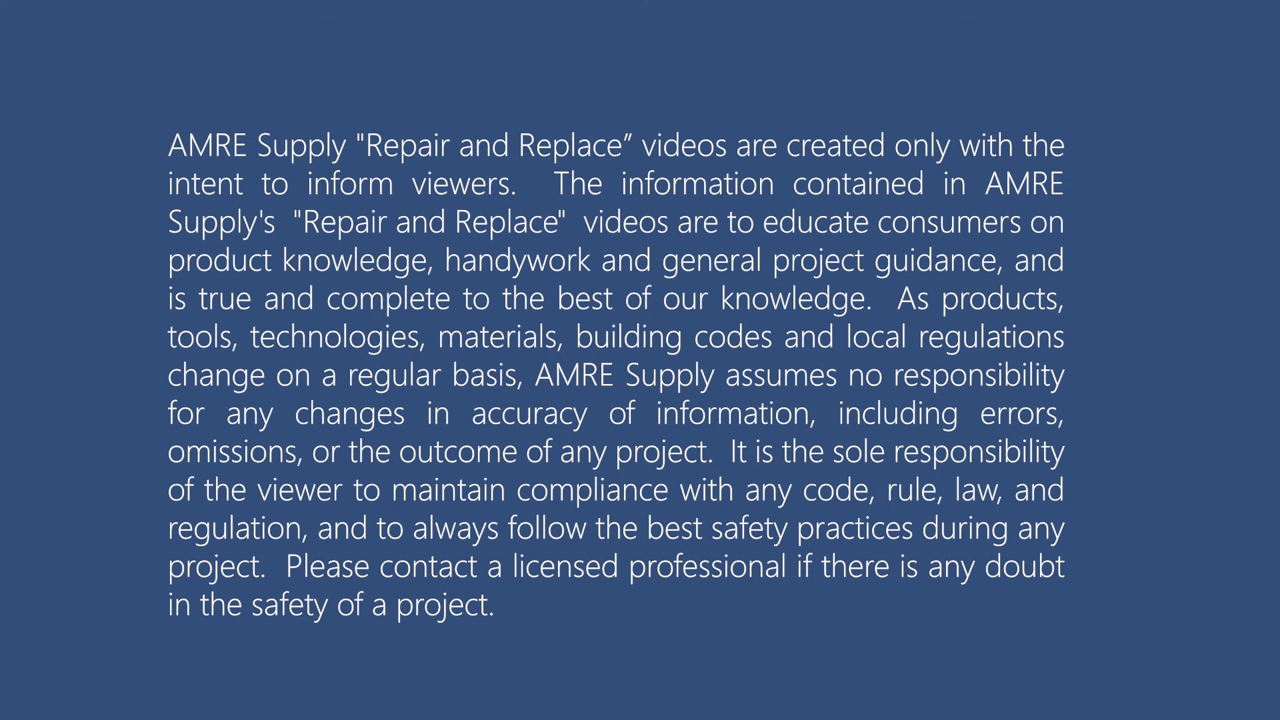 AMRE Supply "Repair and Replace” videos are created only with the
intent to inform viewers.  The information contained in AMRE
Supply's  "Repair and Replace"  videos are to educate consumers on
product knowledge, handywork and general project guidance, and
is true and complete to the best of our knowledge.  As products,
tools, technologies, materials, building codes and local regulations
change on a regular basis, AMRE Supply assumes no responsibility
for any changes in accuracy of information, including errors,
omissions, or the outcome of any project.  It is the sole responsibility
of the viewer to maintain compliance with any code, rule, law, and
regulation, and to always follow the best safety practices during any
project.  Please contact a licensed professional if there is any doubt
in the safety of a project.